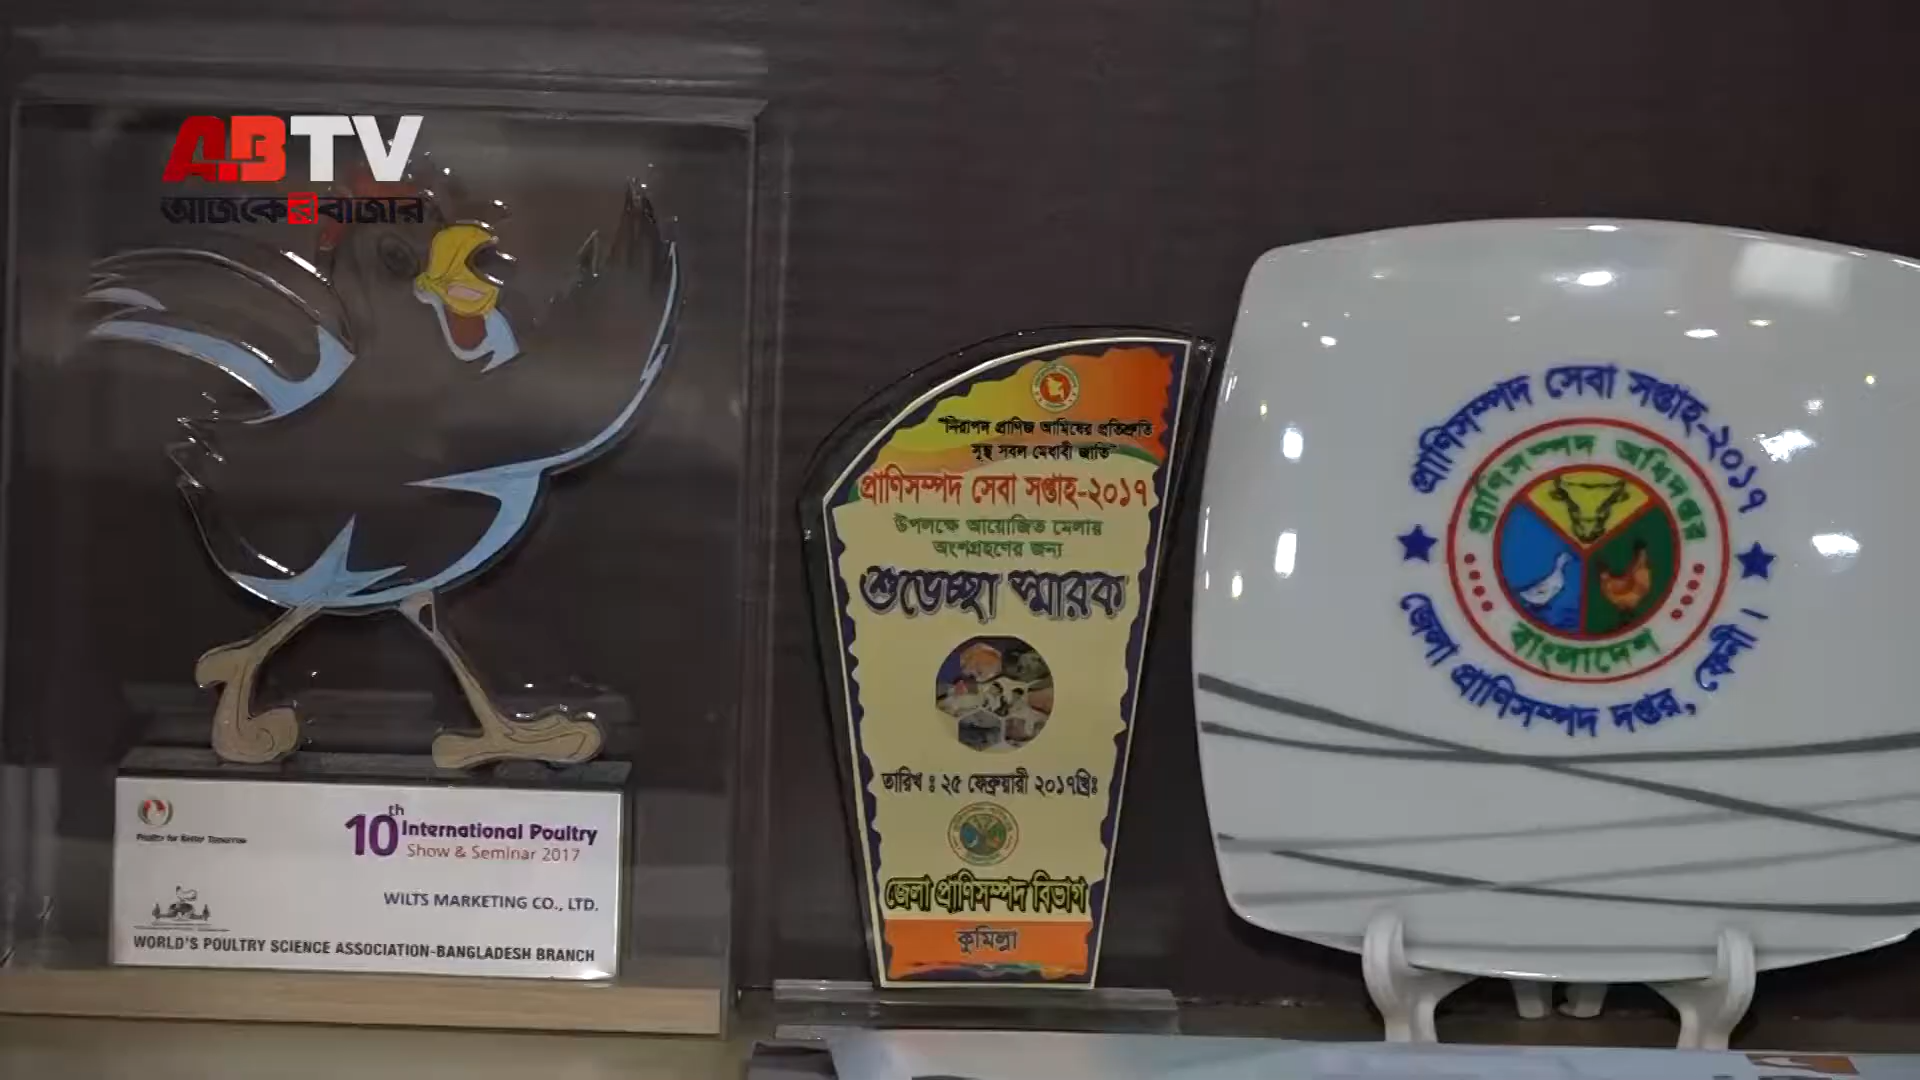 ABTV
আজকের বাজার
Poultry for Better Tomorrow
10th International Poultry
Show & Seminar 2017
WILTS MARKETING CO., LTD.
WORLD'S POULTRY SCIENCE ASSOCIATION-BANGLADESH BRANCH
"নিরাপদ প্রাণিজ আমিষের প্রতিশ্রুতি
সুস্থ সবল মেধাবী জাতি"
প্রাণিসম্পদ সেবা সপ্তাহ-২০১৭
উপলক্ষে আয়োজিত মেলায়
অংশগ্রহণের জন্য
শুভেচ্ছা স্মারক
তারিখ ঃ ২৫ ফেব্রুয়ারী ২০১৭খ্রিঃ
জেলা প্রাণিসম্পদ বিভাগ
কুমিল্লা
প্রাণিসম্পদ সেবা সপ্তাহ-২০১৭
প্রাণিসম্পদ অধিদপ্তর
বাংলাদেশ
জেলা প্রাণিসম্পদ দপ্তর, ফেনী।